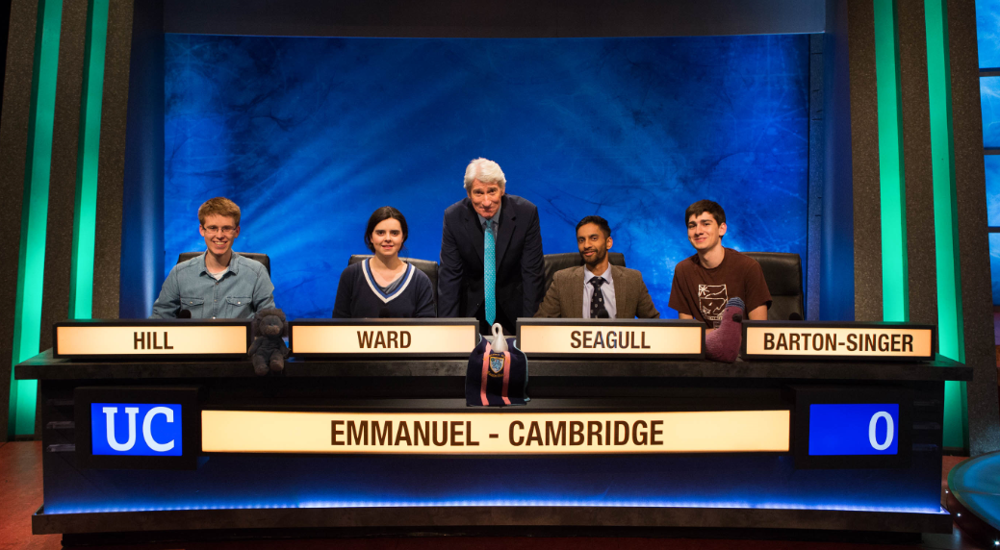 HILL
WARD
SEAGULL
BARTON-SINGER
UC
EMMANUEL - CAMBRIDGE
0